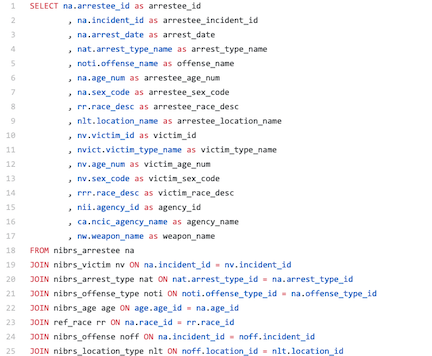 1 SELECT na.arrestee_id as arrestee_id
2 , na.incident_id as arrestee_incident_id
3 , na.arrest_date as arrest_date
4 , nat.arrest_type_name as arrest_type_name
5 , noti.offense_name as offense_name
6 , na.age_num as arrestee_age_num
7 , na.sex_code as arrestee_sex_code
8 , rr.race_desc as arrestee_race_desc
9 , nlt.location_name as arrestee_location_name
10 , nv.victim_id as victim_id
11 , nvict.victim_type_name as victim_type_name
12 , nv.age_num as victim_age_num
13 , nv.sex_code as victim_sex_code
14 , rrr.race_desc as victim_race_desc
15 , nii.agency_id as agency_id
16 , ca.ncic_agency_name as agency_name
17 , nw.weapon_name as weapon_name
18 FROM nibrs_arrestee na
19 JOIN nibrs_victim nv ON na.incident_id = nv.incident_id
20 JOIN nibrs_arrest_type nat ON nat.arrest_type_id = na.arrest_type_id
21 JOIN nibrs_offense_type noti ON noti.offense_type_id = na.offense_type_id
22 JOIN nibrs_age age ON age.age_id = na.age_id
23 JOIN ref_race rr ON na.race_id = rr.race_id
24 JOIN nibrs_offense noff ON na.incident_id = noff.incident_id
25 JOIN nibrs_location_type nlt ON noff.location_id = nlt.location_id